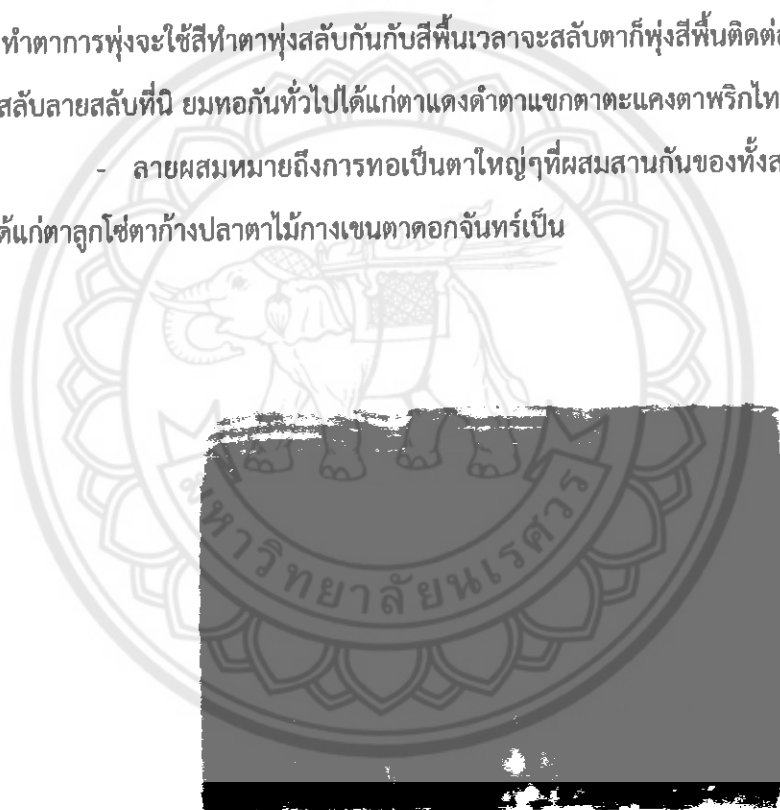 ทำตาการพุ่งจะใช้สีทำตาพุ่งสลับกันกับสีพื้นเวลาจะสลับตาก็พุ่งสีพื้นติดต่อ
สลับลายสลับที่นิ ยมทอกันทั่วไปได้แก่ตาแดงดำตาแขกตาตะแคงตาพริกไท
- ลายผสมหมายถึงการทอเป็นตาใหญ่ๆที่ผสมสานกันของทั้งส
ด้แก่ตาลูกโซ่ตาก้างปลาตาไม้กางเขนตาดอกจันทร์เป็น
มหาวิทยาลัยนเรศวร